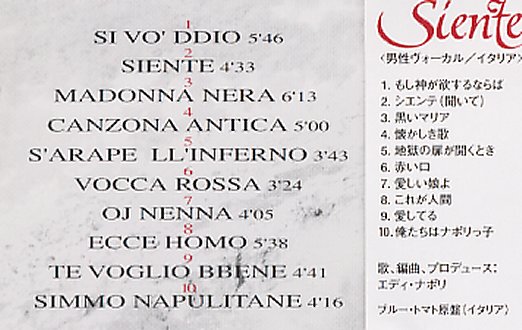 1
SI VO' DDIO 5'46
2
SIENTE 4'33
3
MADONNA NERA 6'13
4
CANZONA ANTICA 5'00
5
S'ARAPE LL'INFERNO 3'43
6
VOCCA ROSSA 3'24
7
OJ NENNA 4'05
8
ECCE HOMO 5'38
9
TE VOGLIO BBENE 4'41
10
SIMMO NAPULITANE 4'16
Siente
〈男性ヴォーカル/イタリア〉
1. もし神が欲するならば
2. シエンテ(聞いて)
3. 黒いマリア
4. 懐かしき歌
5. 地獄の扉が開くとき
6. 赤い口
7. 愛しい娘よ
8. これが人間
9. 愛してる
10. 俺たちはナポリっ子
歌、編曲、プロデュース:
エディ・ナポリ
ブルー・トマト原盤(イタリア)